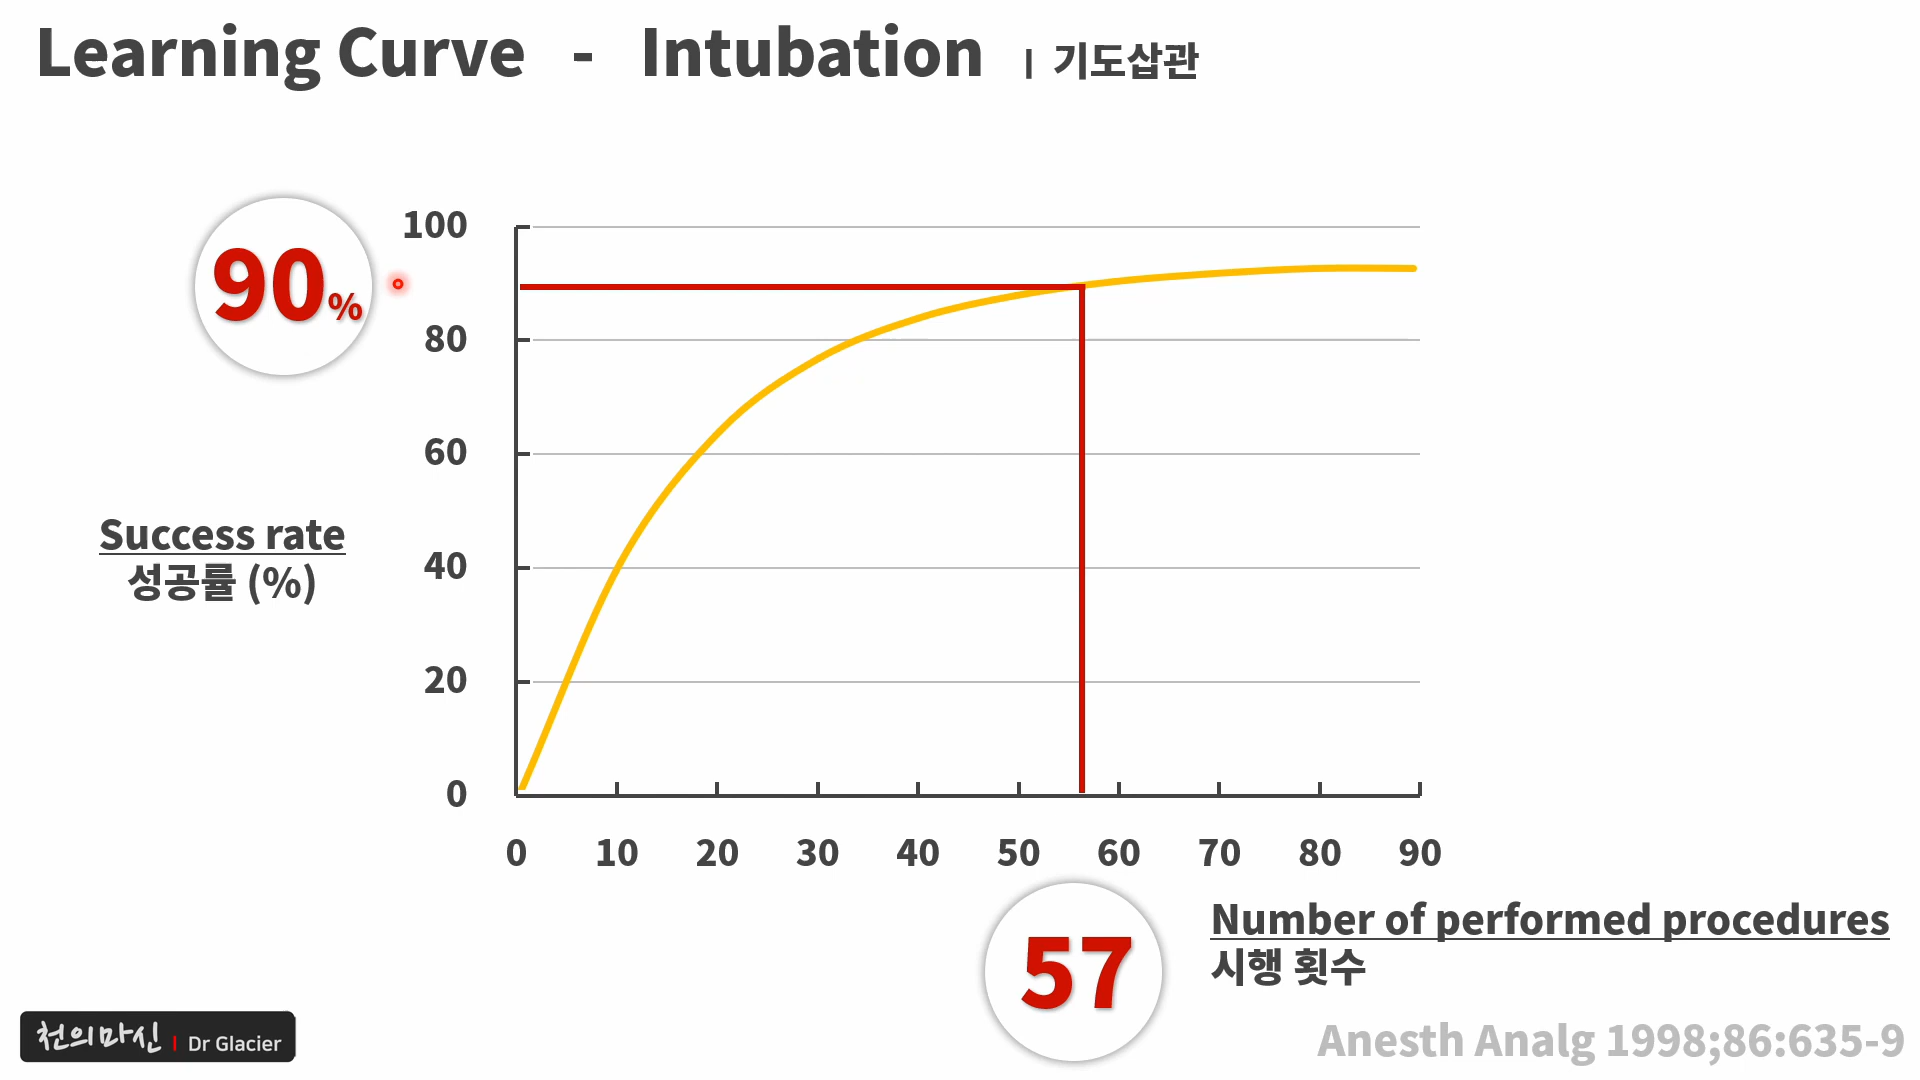 Learning Curve - Intubation | 기도삽관
90%
100
80
60
40
20
0
Success rate
성공률 (%)
0 10 20 30 40 50 60 70 80 90
57
Number of performed procedures
시행 횟수
천의마신 | Dr Glacier
Anesth Analg 1998;86:635-9